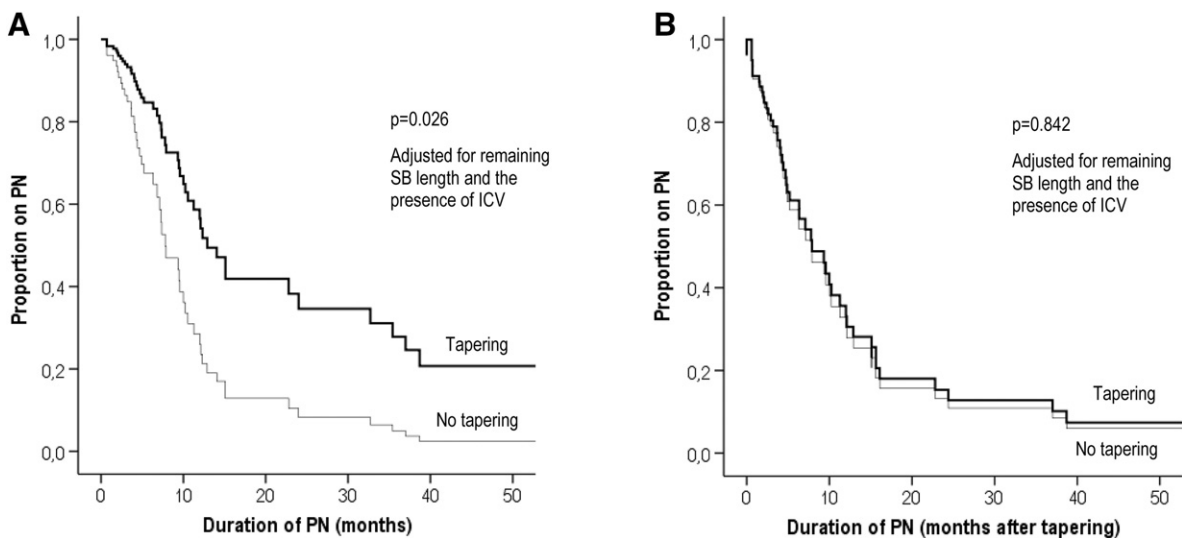 A
Proportion on PN
1,0
0,8
0,6
0,4
0,2
0,0
p=0.026
Adjusted for remaining
SB length and the
presence of ICV
Tapering
No tapering
0 10 20 30 40 50
Duration of PN (months)
B
Proportion on PN
1,0
0,8
0,6
0,4
0,2
0,0
p=0.842
Adjusted for remaining
SB length and the
presence of ICV
Tapering
No tapering
0 10 20 30 40 50
Duration of PN (months after tapering)